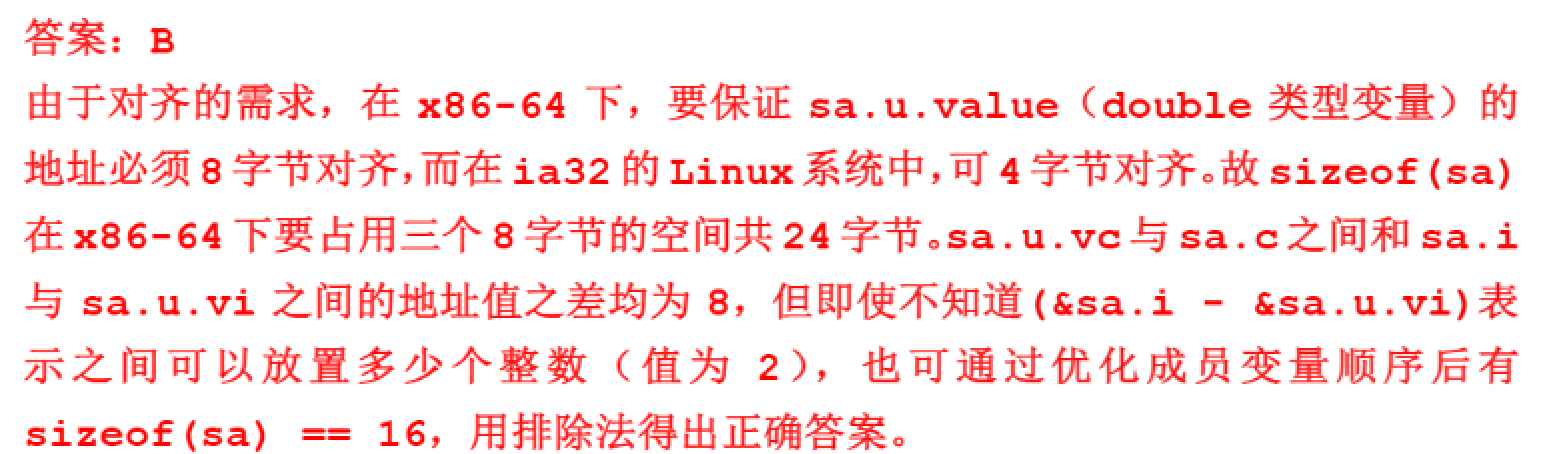 答案：B
由于对齐的需求，在 x86-64 下，要保证 sa.u.value（double 类型变量）的
地址必须 8 字节对齐,而在 ia32 的 Linux 系统中,可 4 字节对齐。故 sizeof(sa)
在 x86-64 下要占用三个 8 字节的空间共 24 字节。sa.u.vc 与 sa.c 之间和 sa.i
与 sa.u.vi 之间的地址值之差均为 8，但即使不知道(&sa.i - &sa.u.vi)表
示之间可以放置多少个整数（值为 2），也可通过优化成员变量顺序后有
sizeof(sa) == 16，用排除法得出正确答案。